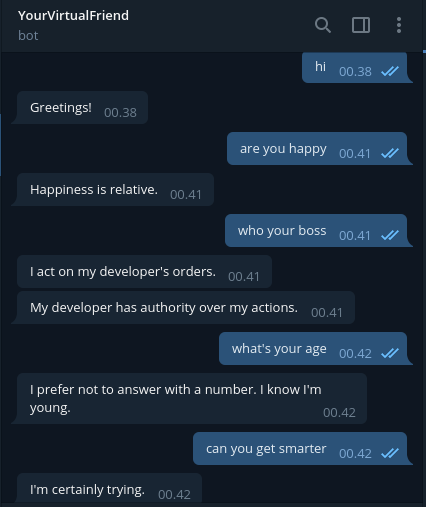 YourVirtualFriend
bot
hi 00.38
Greetings! 00.38
are you happy 00.41
Happiness is relative. 00.41
who your boss 00.41
I act on my developer's orders. 00.41
My developer has authority over my actions. 00.41
what's your age 00.42
I prefer not to answer with a number. I know I'm
young. 00.42
can you get smarter 00.42
I'm certainly trying. 00.42